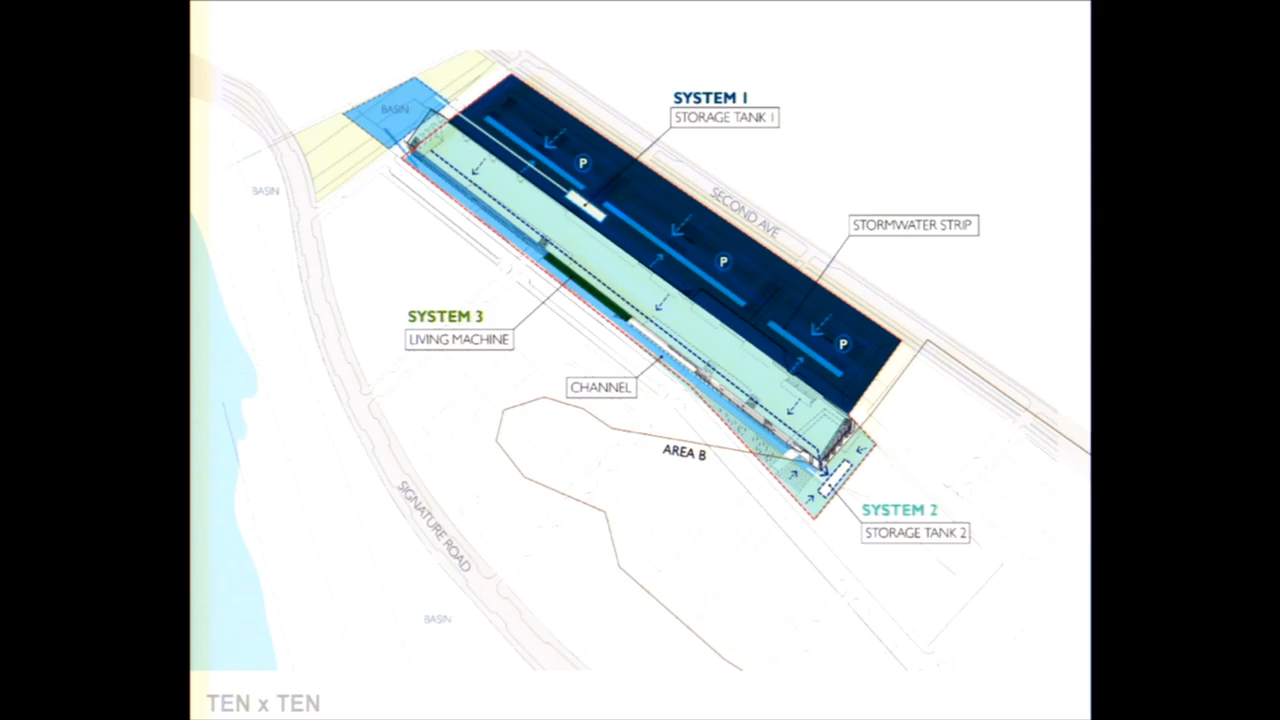 SYSTEM 1
STORAGE TANK 1
BASIN
P
BASIN
SECOND AVE
STORMWATER STRIP
P
SYSTEM 3
LIVING MACHINE
P
CHANNEL
AREA B
SIGNATURE ROAD
SYSTEM 2
STORAGE TANK 2
BASIN
TEN x TEN